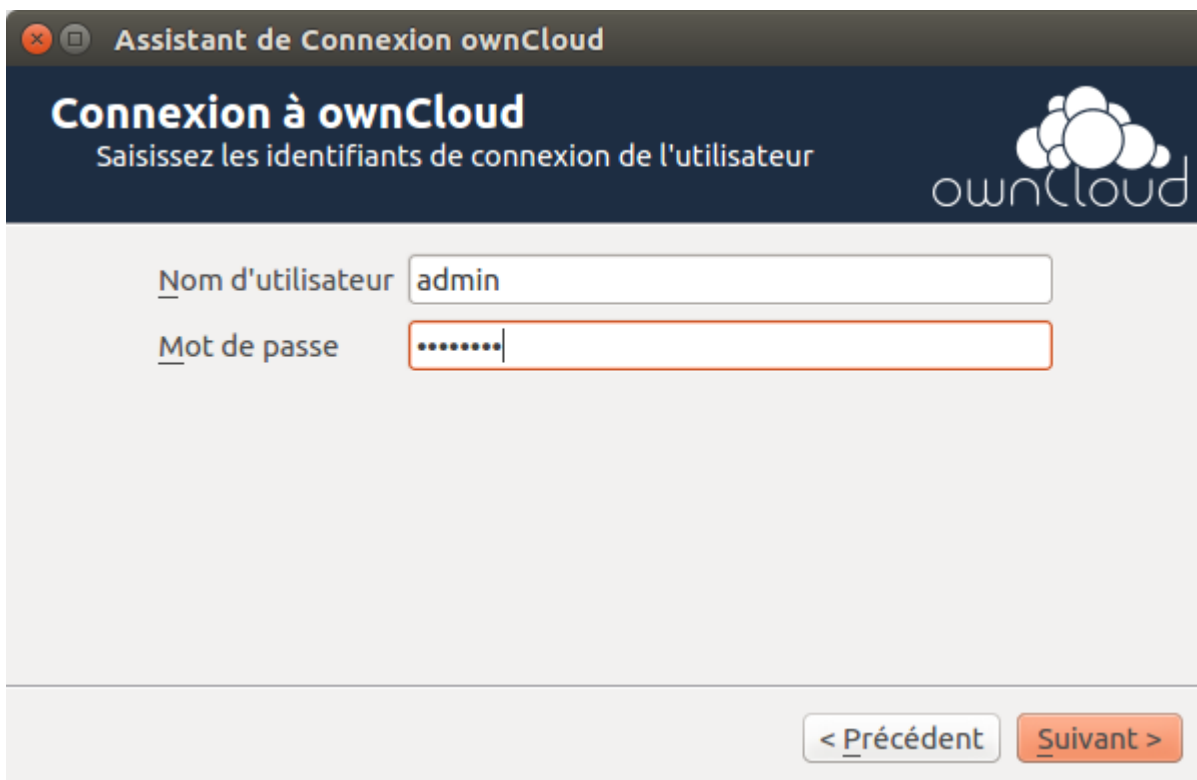 Assistant de Connexion ownCloud
Connexion à ownCloud
Saisissez les identifiants de connexion de l'utilisateur
ownCloud
Nom d'utilisateur admin
Mot de passe ••••••••
< Précédent Suivant >